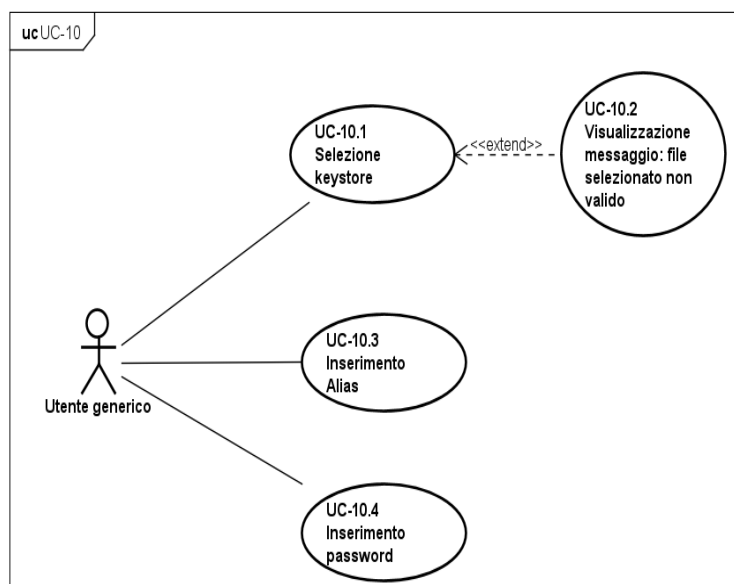 uc UC-10
UC-10.1
Selezione
keystore
<<extend>>
UC-10.2
Visualizzazione
messaggio: file
selezionato non
valido
UC-10.3
Inserimento
Alias
Utente generico
UC-10.4
Inserimento
password